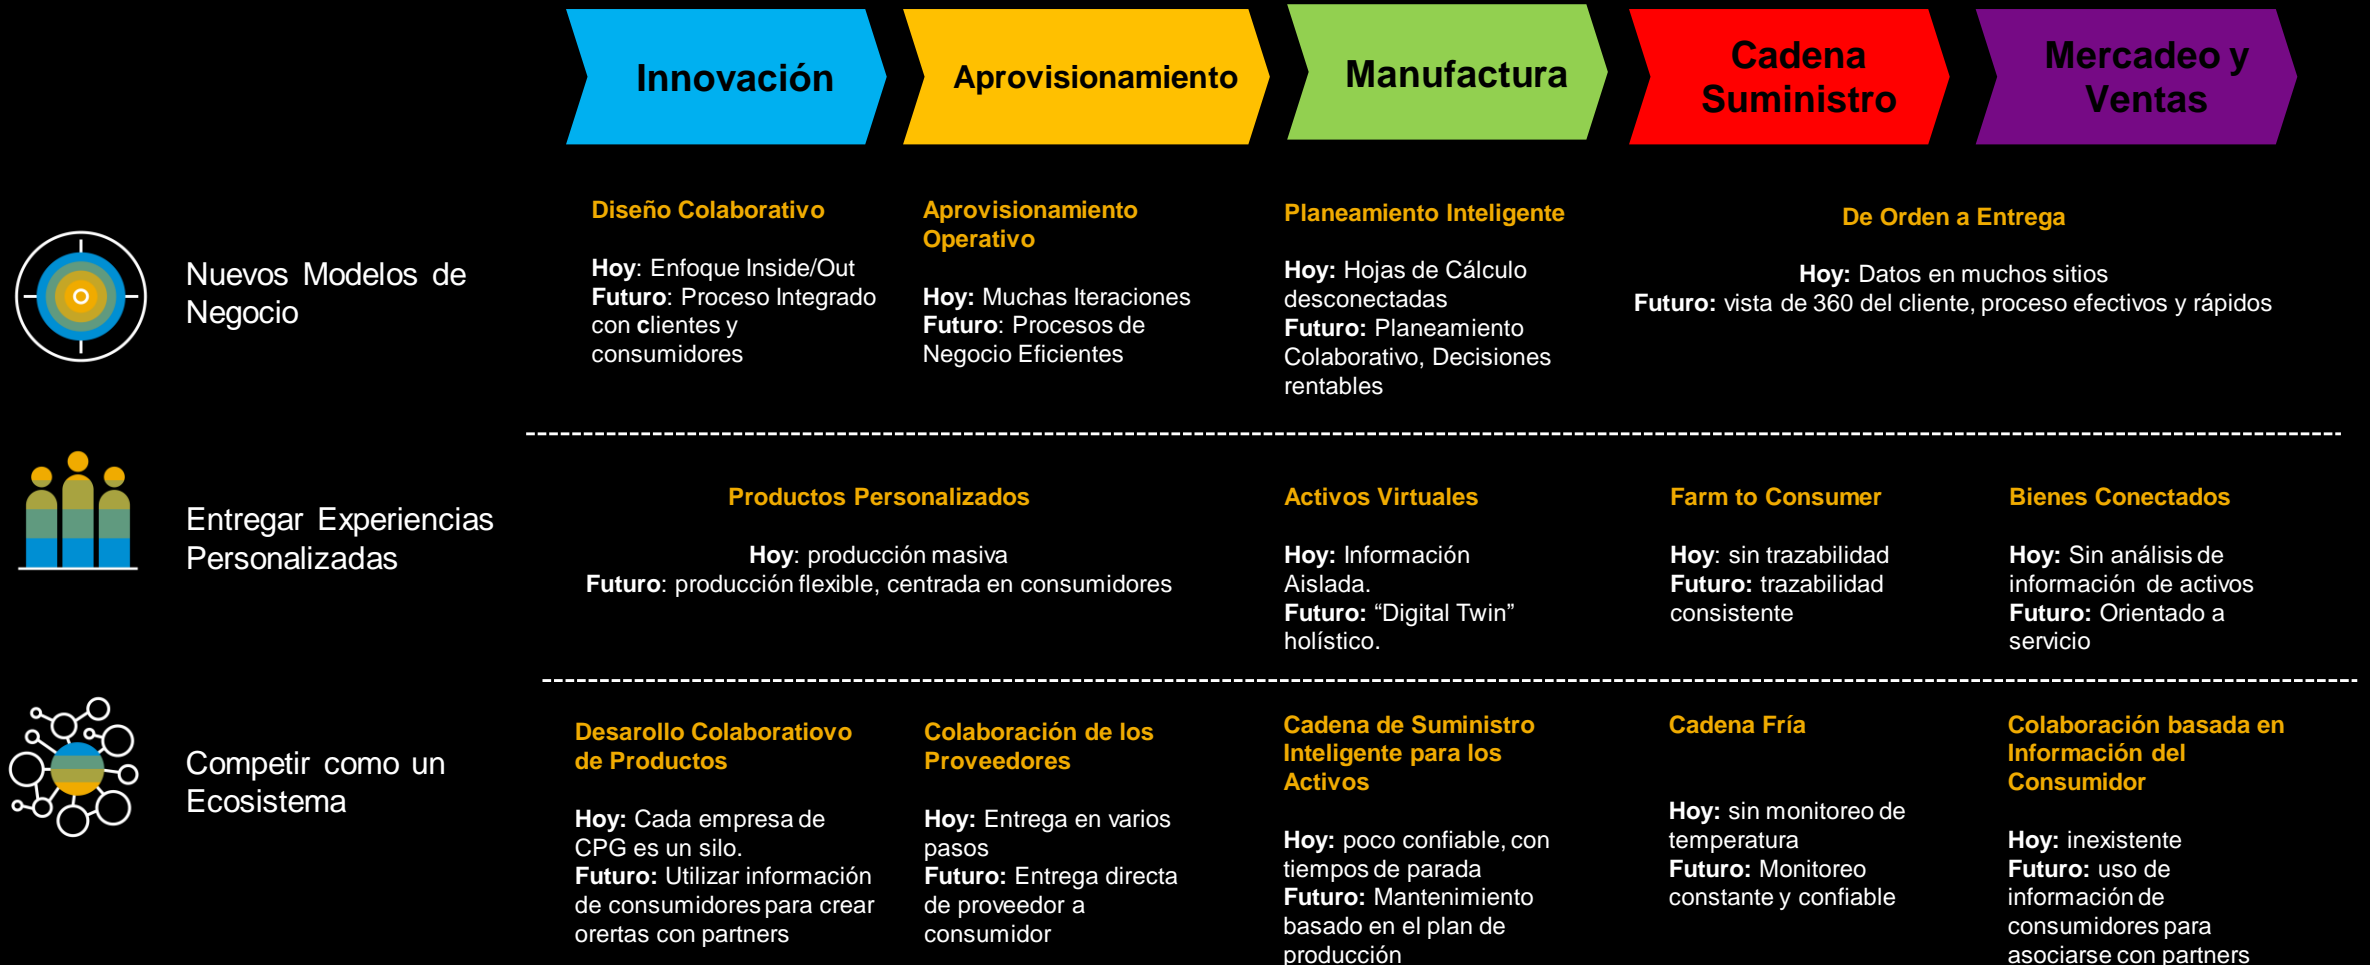 Innovación
Aprovisionamiento
Manufactura
Cadena
Suministro
Mercadeo y
Ventas
Nuevos Modelos de
Negocio
Diseño Colaborativo
Hoy: Enfoque Inside/Out
Futuro: Proceso Integrado
con clientes y
consumidores
Aprovisionamiento
Operativo
Hoy: Muchas Iteraciones
Futuro: Procesos de
Negocio Eficientes
Planeamiento Inteligente
Hoy: Hojas de Cálculo
desconectadas
Futuro: Planeamiento
Colaborativo, Decisiones
rentables
De Orden a Entrega
Hoy: Datos en muchos sitios
Futuro: vista de 360 del cliente, proceso efectivos y rápidos
Entregar Experiencias
Personalizadas
Productos Personalizados
Hoy: producción masiva
Futuro: producción flexible, centrada en consumidores
Activos Virtuales
Hoy: Información
Aislada.
Futuro: “Digital Twin”
holístico.
Farm to Consumer
Hoy: sin trazabilidad
Futuro: trazabilidad
consistente
Bienes Conectados
Hoy: Sin análisis de
información de activos
Futuro: Orientado a
servicio
Competir como un
Ecosistema
Desarollo Colaboratiovo
de Productos
Hoy: Cada empresa de
CPG es un silo.
Futuro: Utilizar información
de consumidores para crear
orertas con partners
Colaboración de los
Proveedores
Hoy: Entrega en varios
pasos
Futuro: Entrega directa
de proveedor a
consumidor
Cadena de Suministro
Inteligente para los
Activos
Hoy: poco confiable, con
tiempos de parada
Futuro: Mantenimiento
basado en el plan de
producción
Cadena Fría
Hoy: sin monitoreo de
temperatura
Futuro: Monitoreo
constante y confiable
Colaboración basada en
Información del
Consumidor
Hoy: inexistente
Futuro: uso de
información de
consumidores para
asociarse con partners